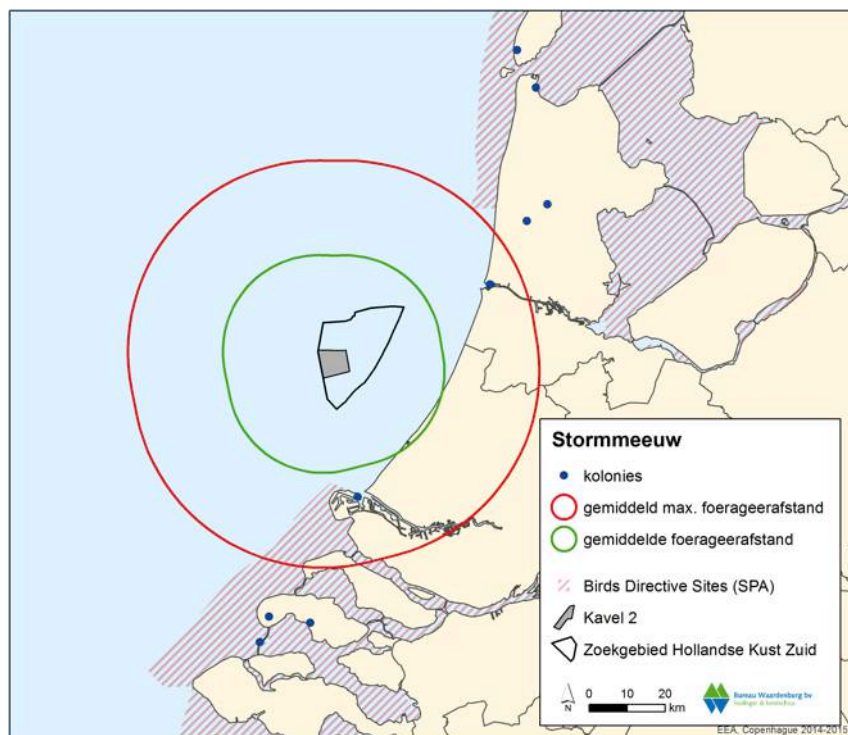 Stormmeeuw
kolonies
gemiddeld max. foerageerafstand
gemiddelde foerageerafstand
Birds Directive Sites (SPA)
Kavel 2
Zoekgebied Hollandse Kust Zuid
N
0 10 20
km
Bureau Waardenburg bv
EEA, Copenhague 2014-2015